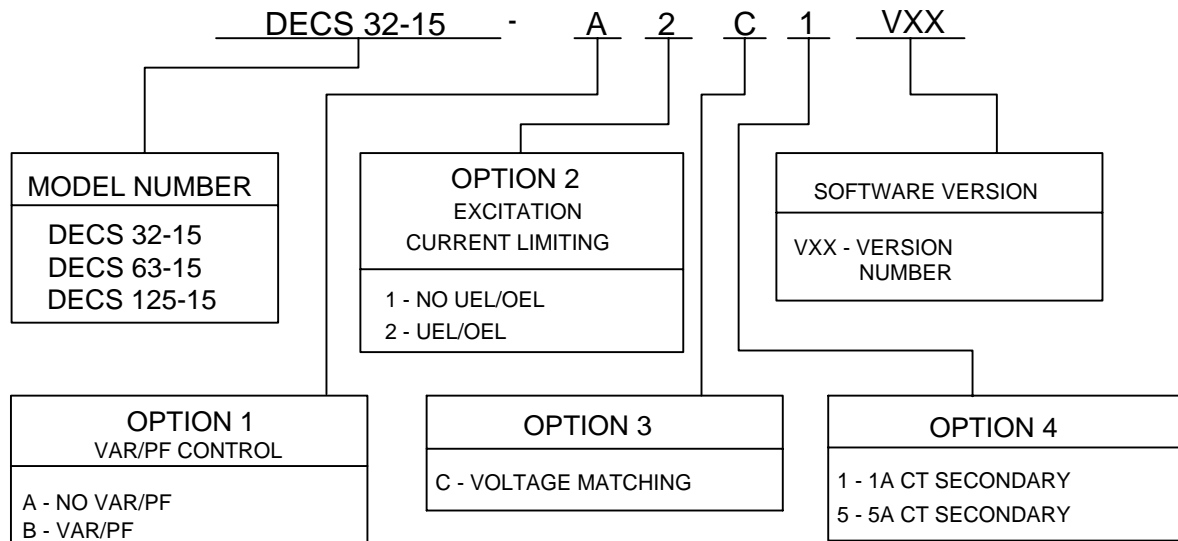 DECS 32-15 - A 2 C 1 VXX
MODEL NUMBER
DECS 32-15
DECS 63-15
DECS 125-15
OPTION 2
EXCITATION
CURRENT LIMITING
1 - NO UEL/OEL
2 - UEL/OEL
SOFTWARE VERSION
VXX - VERSION
NUMBER
OPTION 1
VAR/PF CONTROL
A - NO VAR/PF
B - VAR/PF
OPTION 3
C - VOLTAGE MATCHING
OPTION 4
1 - 1A CT SECONDARY
5 - 5A CT SECONDARY